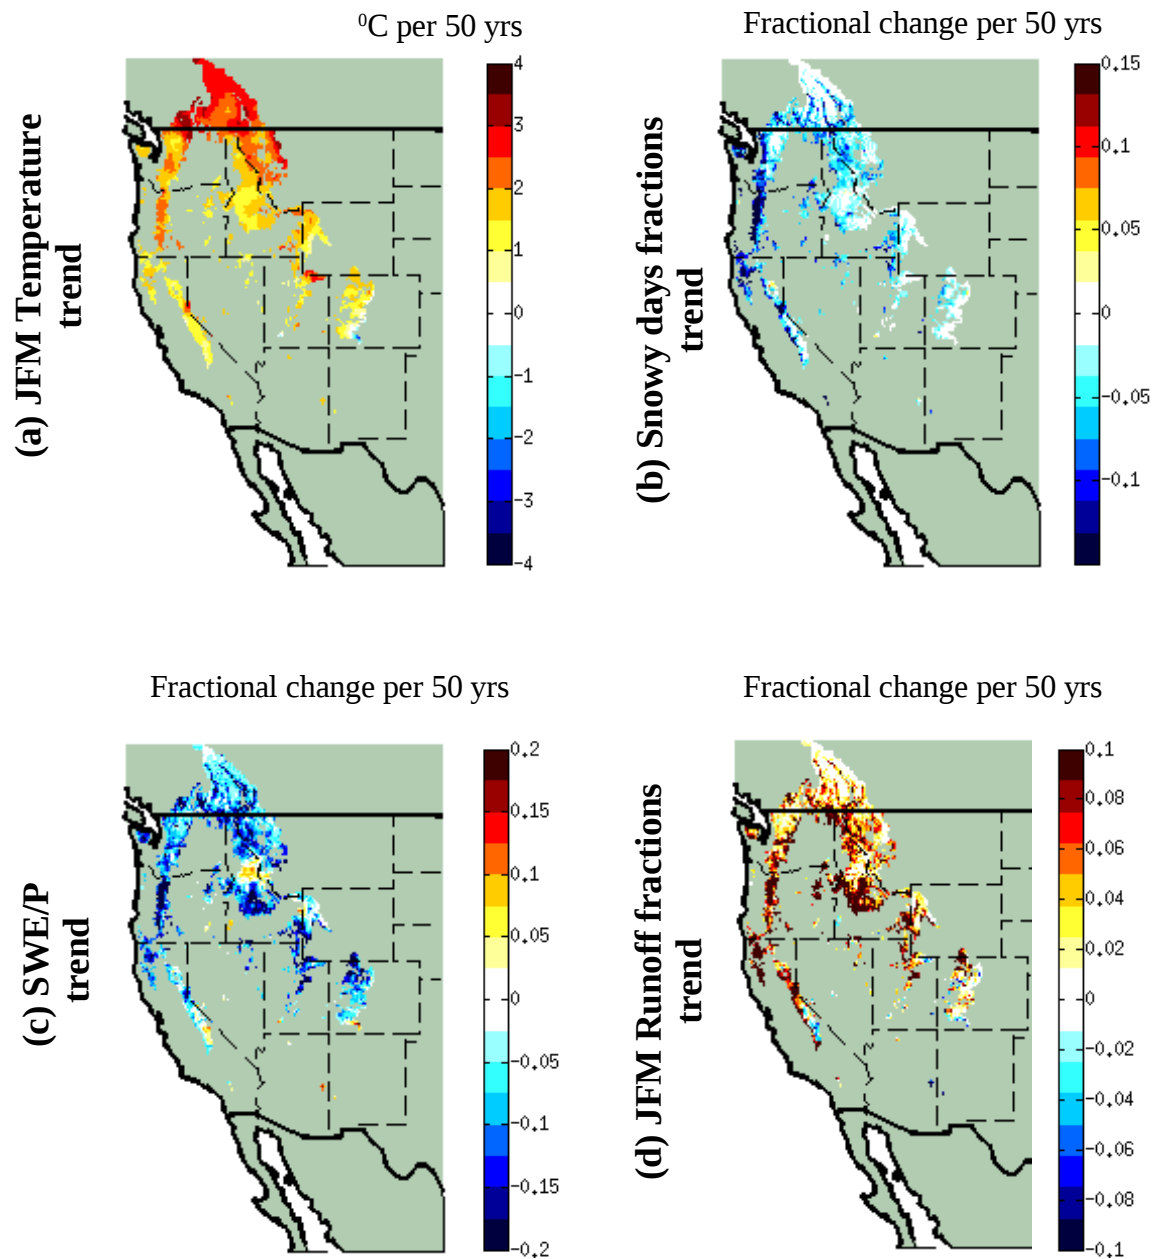 ⁰C per 50 yrs
Fractional change per 50 yrs
(a) JFM Temperature
trend
4
3
2
1
0
-1
-2
-3
-4
(b) Snowy days fractions
trend
0.15
0.1
0.05
0
-0.05
-0.1
Fractional change per 50 yrs
Fractional change per 50 yrs
(c) SWE/P
trend
0.2
0.15
0.1
0.05
0
-0.05
-0.1
-0.15
-0.2
(d) JFM Runoff fractions
trend
0.1
0.08
0.06
0.04
0.02
0
-0.02
-0.04
-0.06
-0.08
-0.1